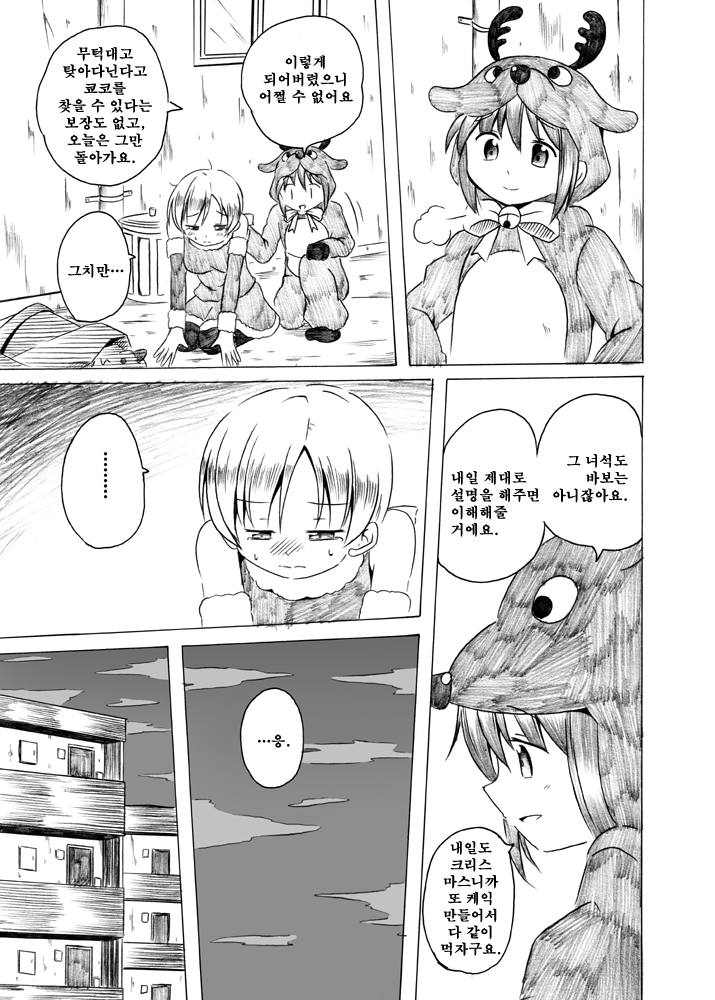 이렇게
되어버렸으니
어쩔 수 없어요
무턱대고
탖아다닌다고
쿄코를
찾을 수 있다는
보장도 없고,
오늘은 그만
돌아가요.
그치만…
그 너석도
바보는
아니잖아요.
내일 제대로
설명을 해주면
이해해줄
거에요.
………
내일도
크리스
마스니까
또 케익
만들어서
다 같이
먹자구요.
…응.